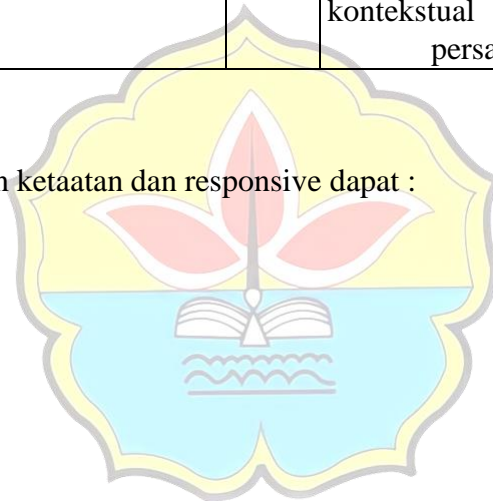 kontekstual
persa
n ketaatan dan responsive dapat :